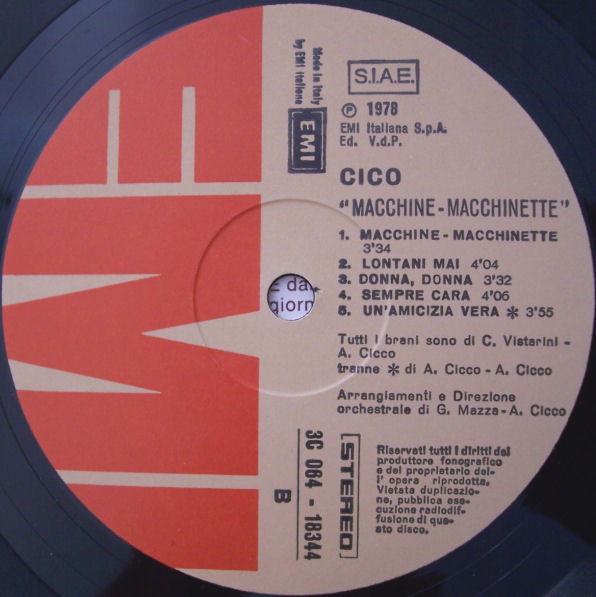 EMI
Made in Italy
by EMI Italiana
EMI
S.I.A.E.
℗ 1978
EMI Italiana S.p.A.
Ed. V.d.P.
CICO
"MACCHINE-MACCHINETTE"
1. MACCHINE-MACCHINETTE
3'34
2. LONTANI MAI 4'04
3. DONNA, DONNA 3'32
4. SEMPRE CARA 4'06
5. UN'AMICIZIA VERA * 3'55
Tutti i brani sono di C. Vistarini -
A. Cicco
tranne * di A. Cicco - A. Cicco
Arrangiamenti e Direzione
orchestrale di G. Mazza-A. Cicco
3C 064 - 18344
B
STEREO
Riservati tutti i diritti del
produttore fonografico
e del proprietario del-
l' opera riprodotta.
Vietata duplicazio-
ne, pubblica ese-
cuzione radiodif-
fusione di que-
sto disco.
giorn